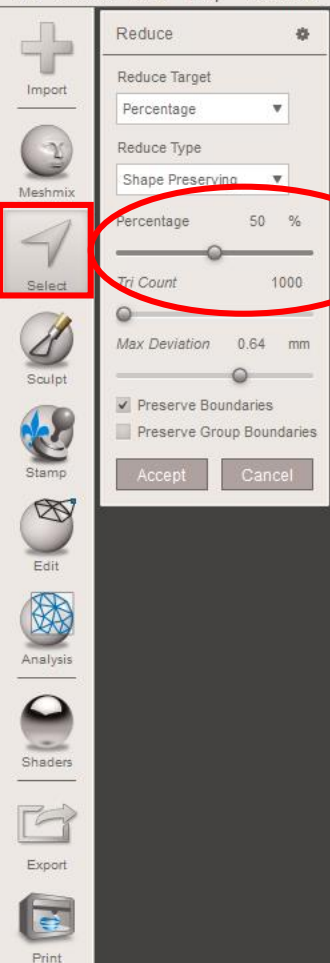 Import
Meshmix
Select
Sculpt
Stamp
Edit
Analysis
Shaders
Export
Print
Reduce
Reduce Target
Percentage
Reduce Type
Shape Preserving
Percentage 50 %
Tri Count 1000
Max Deviation 0.64 mm
Preserve Boundaries
Preserve Group Boundaries
Accept Cancel